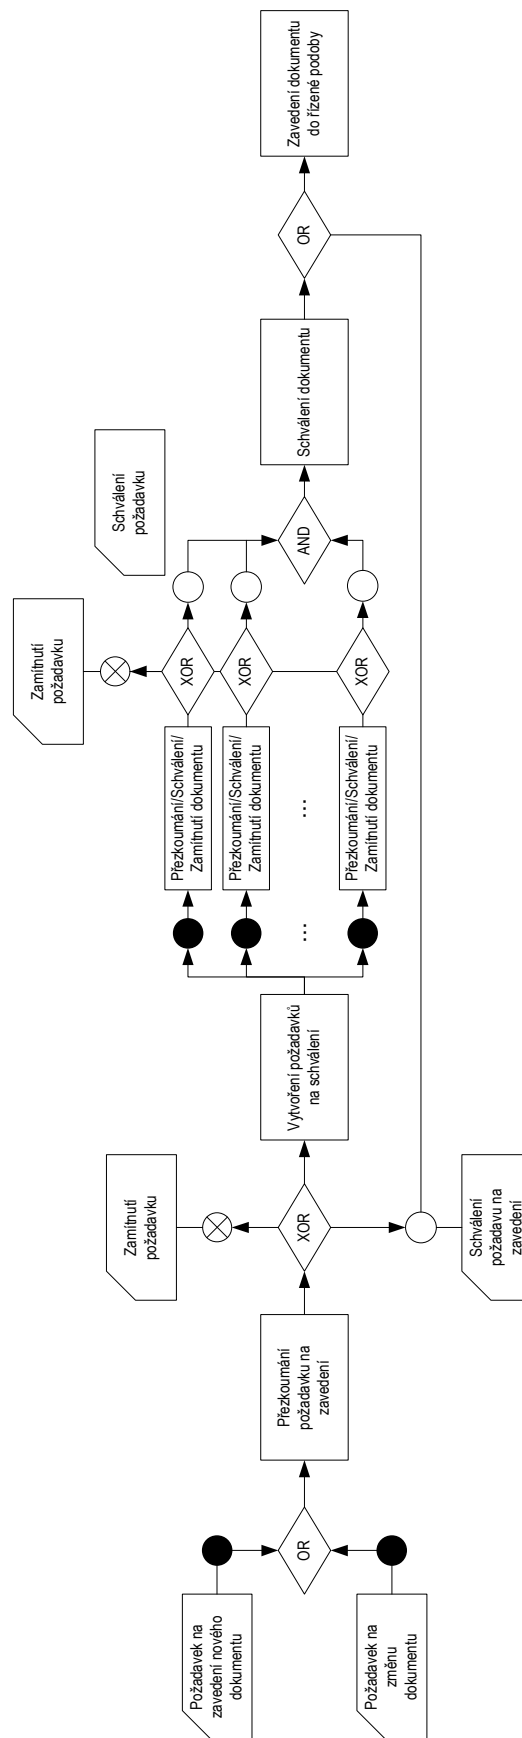 Požadavek na
zavedení nového
dokumentu
Požadavek na
změnu
dokumentu
OR
Přezkoumání
požadavku na
zavedení
XOR
Zamítnutí
požadavku
Schválení
požadavu na
zavedení
Vytvoření požadavků
na schválení
Přezkoumání/Schválení/
Zamítnutí dokumentu
Přezkoumání/Schválení/
Zamítnutí dokumentu
...
...
Přezkoumání/Schválení/
Zamítnutí dokumentu
XOR
XOR
XOR
Zamítnutí
požadavku
Schválení
požadavku
AND
Schválení dokumentu
OR
Zavedení dokumentu
do řízené podoby